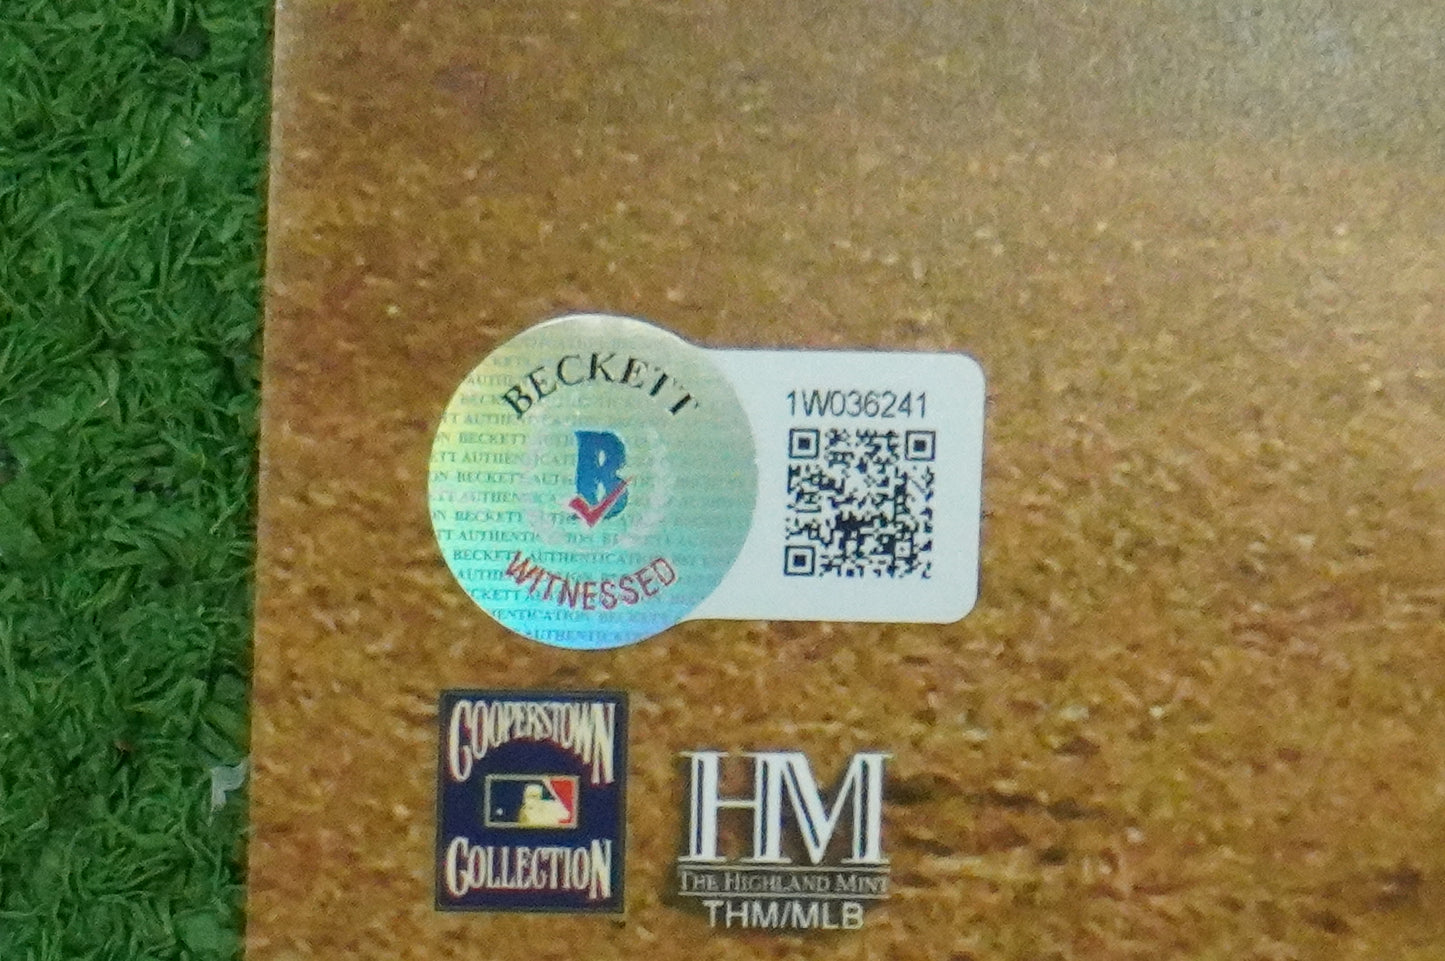 BECKETT
B
WITNESSED
1W036241
COOPERSTOWN
COLLECTION
HM
THE HIGHLAND MINT
THM/MLB